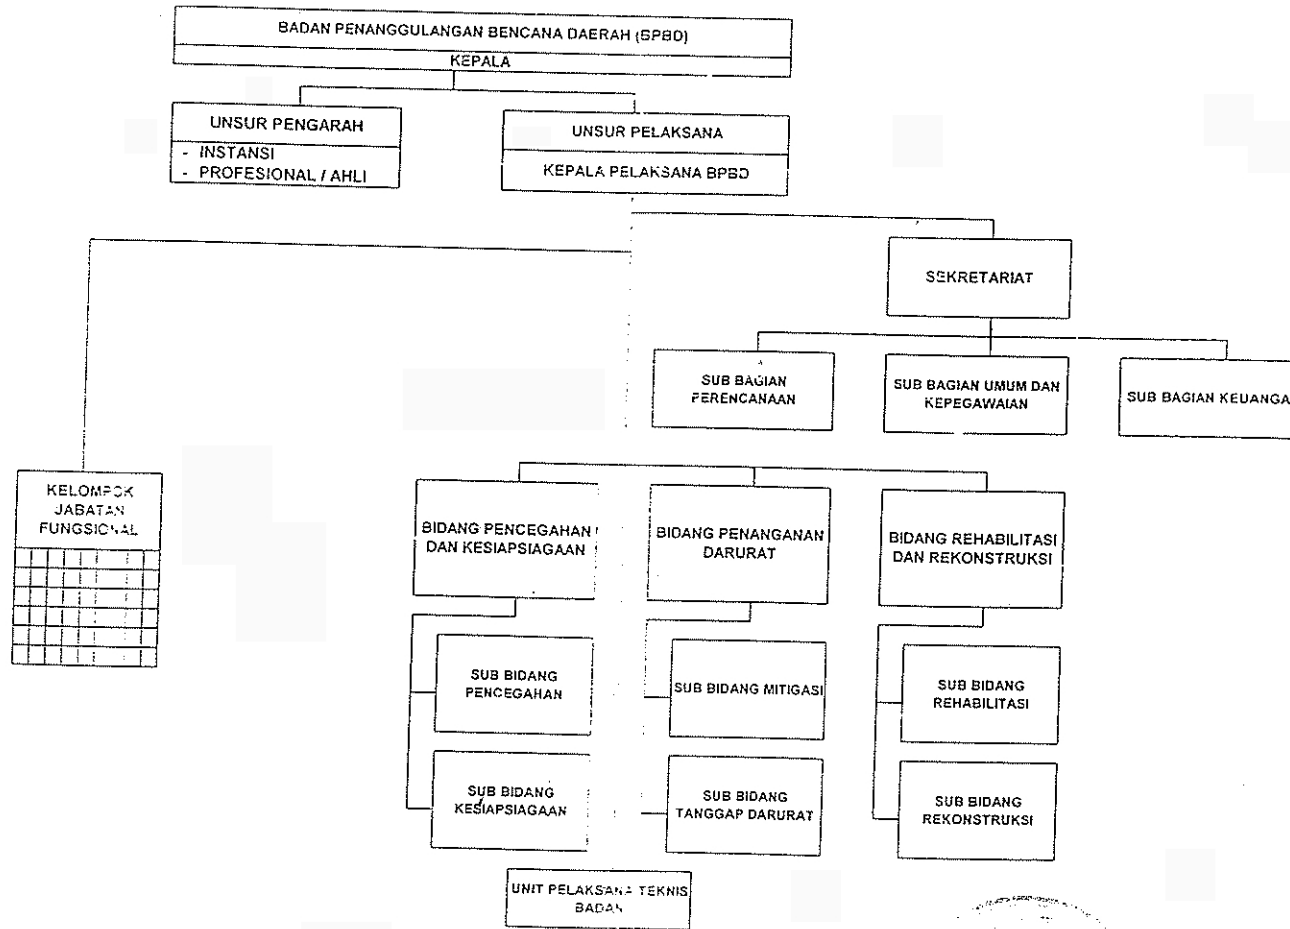 BADAN PENANGGULANGAN BENCANA DAERAH (BPBD)
KEPALA
UNSUR PENGARAH
- INSTANSI
- PROFESIONAL / AHLI
UNSUR PELAKSANA
KEPALA PELAKSANA BPBD
SEKRETARIAT
SUB BAGIAN
PERENCANAAN
SUB BAGIAN UMUM DAN
KEPEGAWAIAN
SUB BAGIAN KEUANGA
KELOMPOK
JABATAN
FUNGSIONAL
BIDANG PENCEGAHAN
DAN KESIAPSIAGAAN
BIDANG PENANGANAN
DARURAT
BIDANG REHABILITASI
DAN REKONSTRUKSI
SUB BIDANG
PENCEGAHAN
SUB BIDANG MITIGASI
SUB BIDANG
REHABILITASI
SUB BIDANG
KESIAPSIAGAAN
SUB BIDANG
TANGGAP DARURAT
SUB BIDANG
REKONSTRUKSI
UNIT PELAKSANA TEKNIS
BADAN